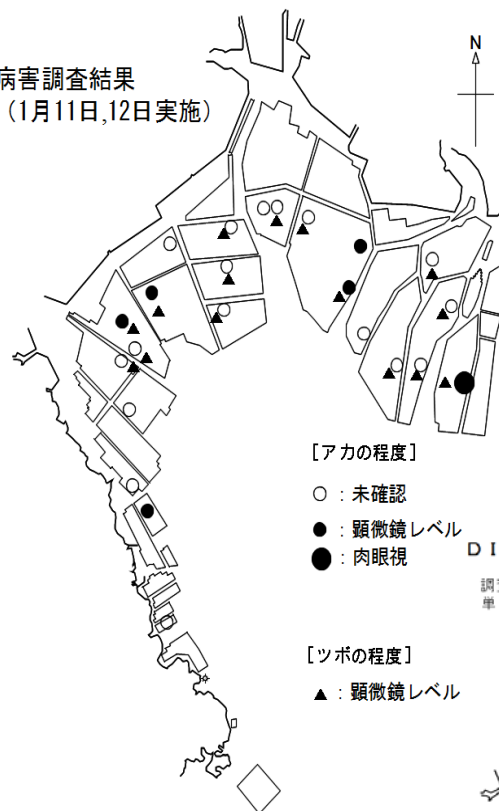 病害調査結果
(1月11日,12日実施)
N
[アカの程度]
○ : 未確認
● : 顕微鏡レベル
● : 肉眼視
[ツボの程度]
▲ : 顕微鏡レベル
D I
調
単